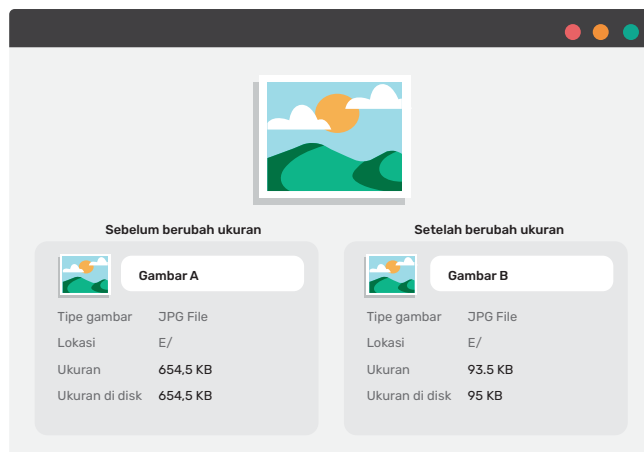 Sebelum berubah ukuran
Gambar A
Tipe gambar JPG File
Lokasi E/
Ukuran 654,5 KB
Ukuran di disk 654,5 KB
Setelah berubah ukuran
Gambar B
Tipe gambar JPG File
Lokasi E/
Ukuran 93.5 KB
Ukuran di disk 95 KB